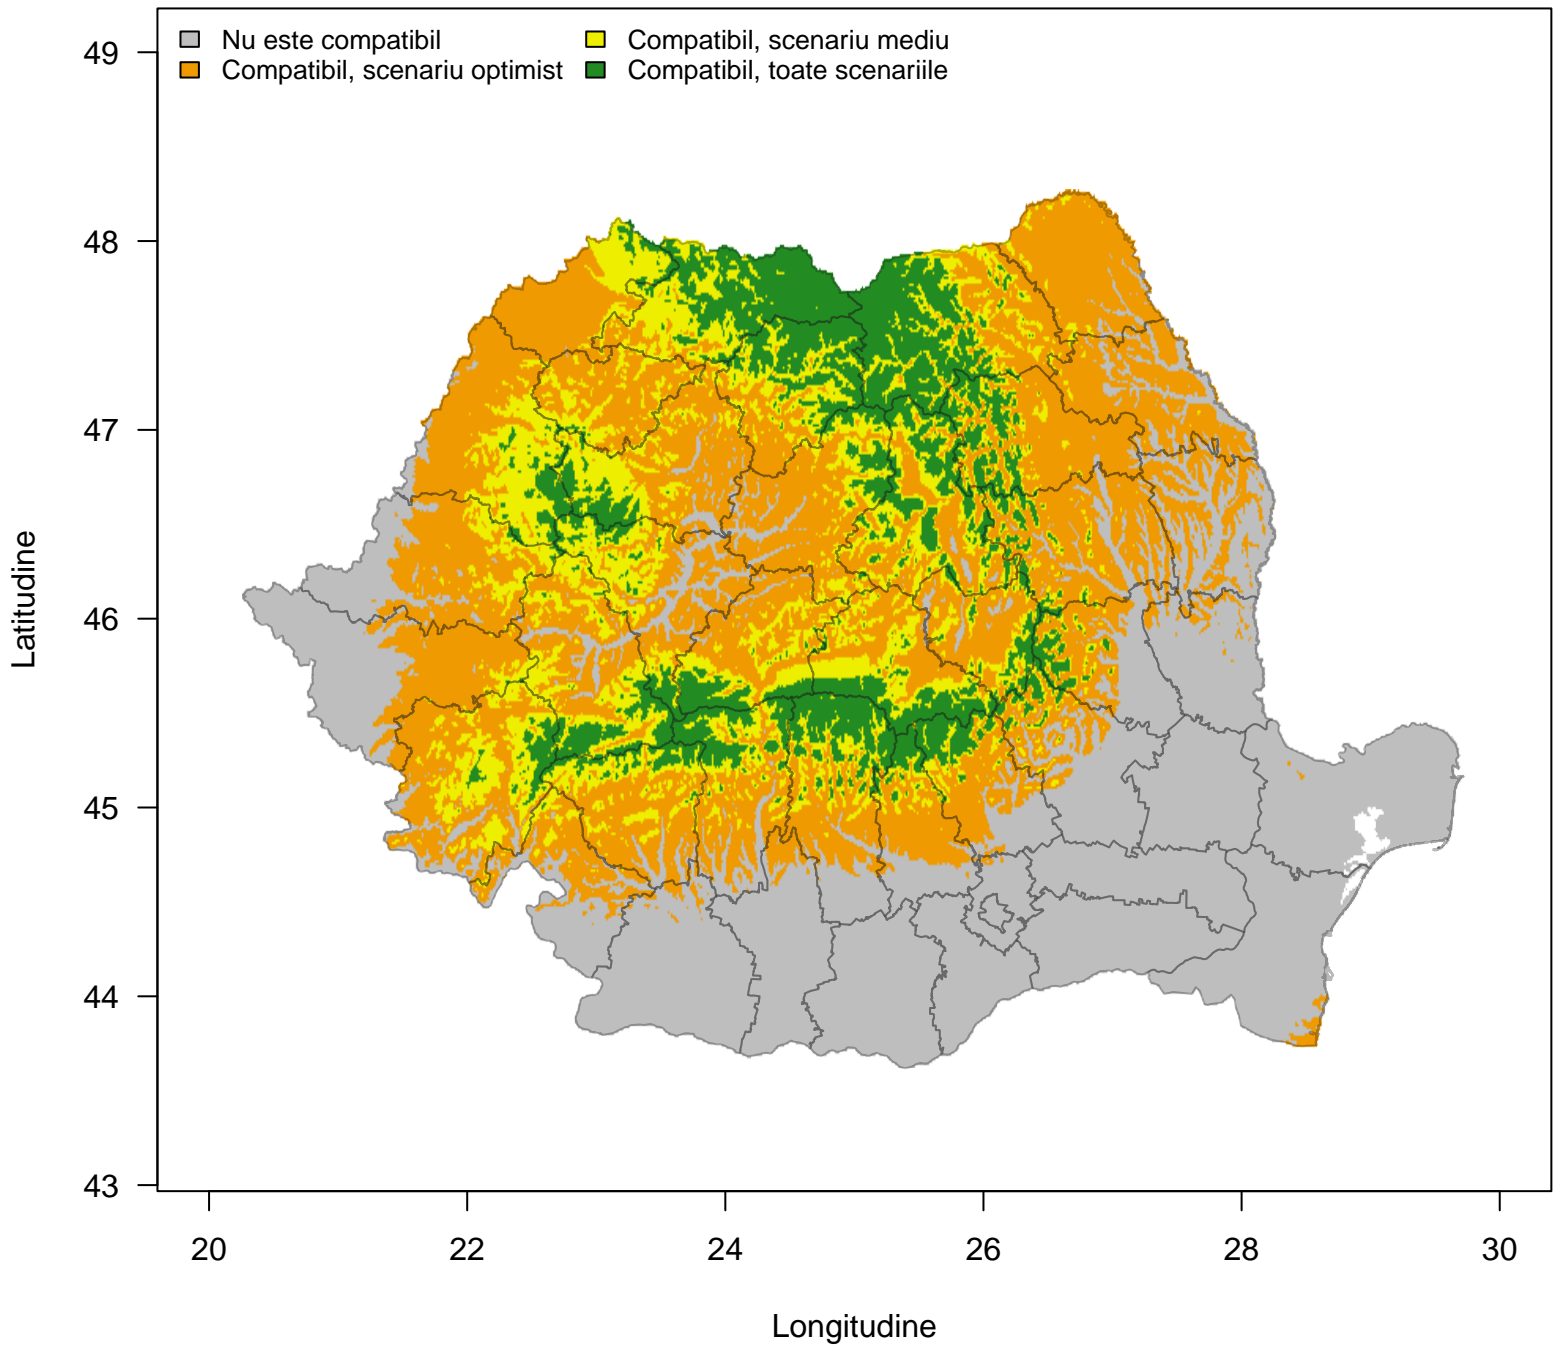 Nu este compatibil
Compatibil, scenariu optimist
Compatibil, scenariu mediu
Compatibil, toate scenariile
49
48
47
46
45
44
43
Latitudine
20 22 24 26 28 30
Longitudine